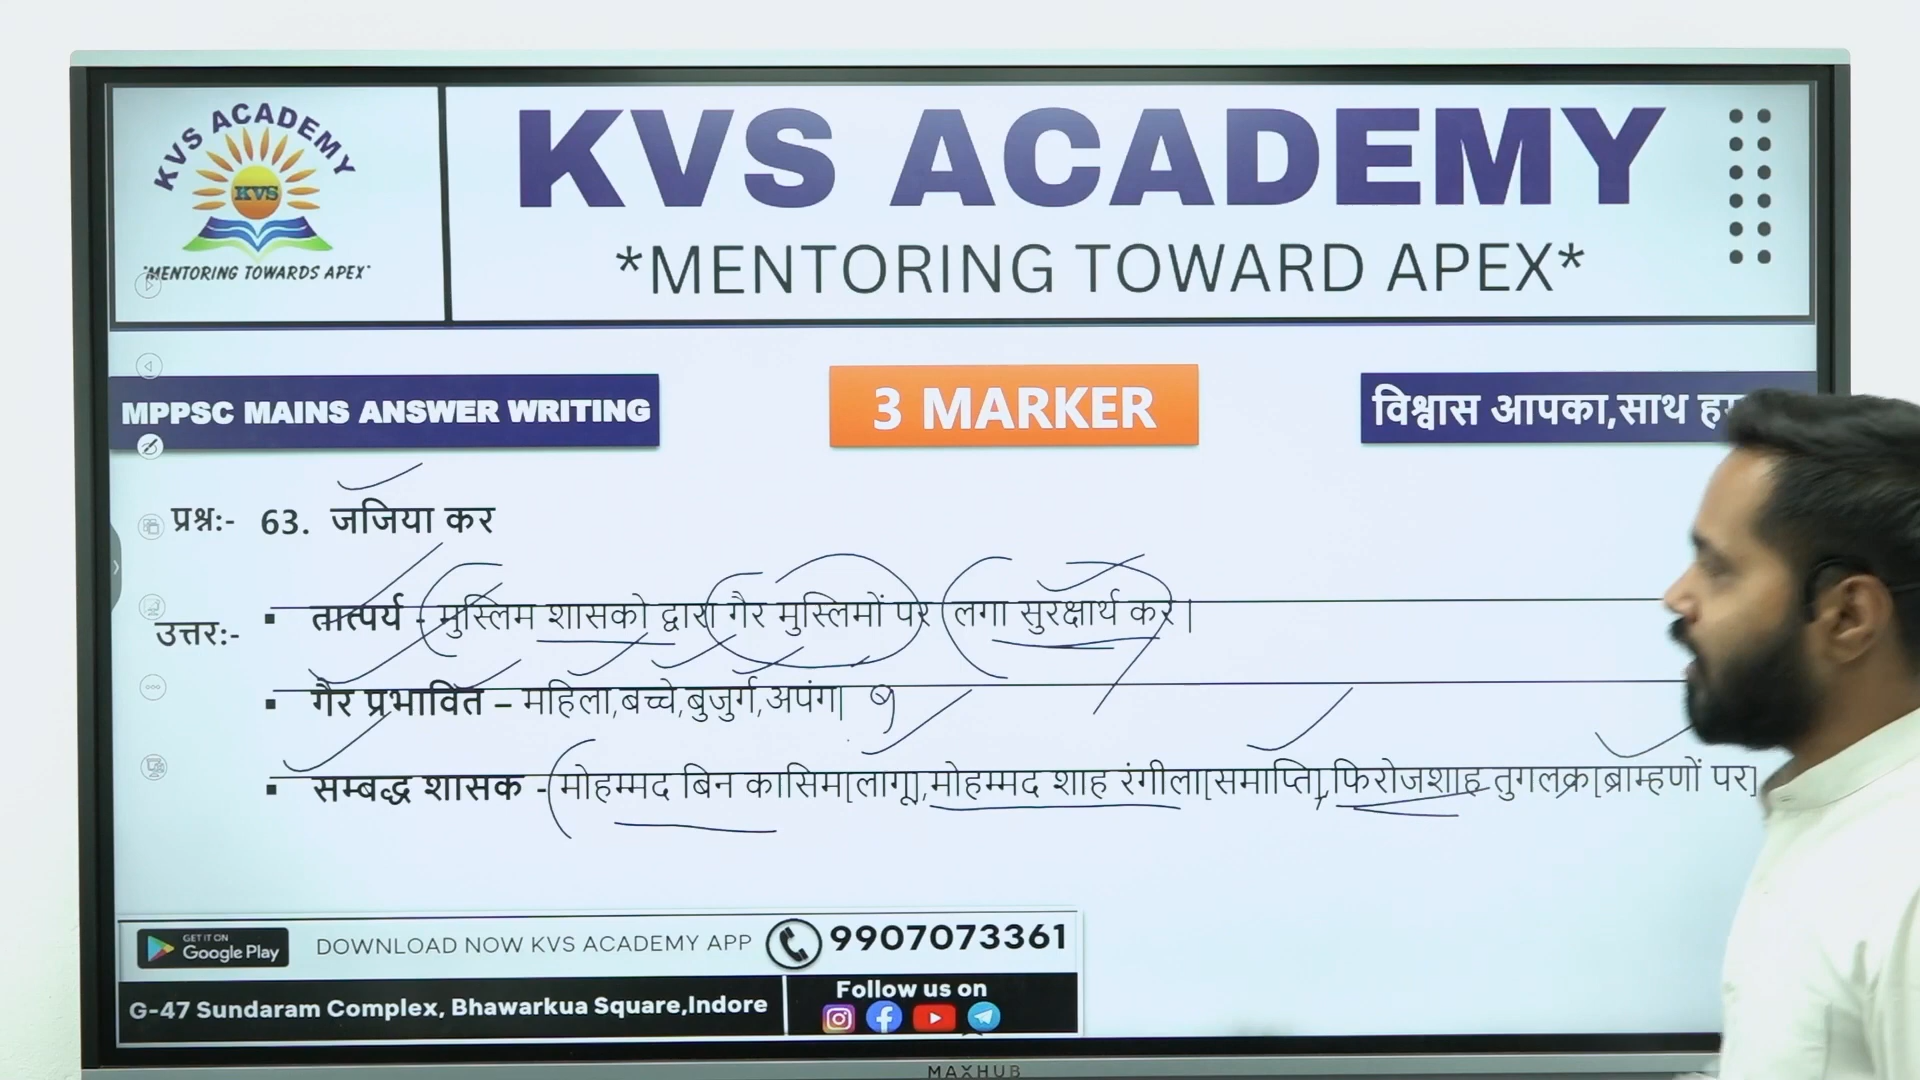 KVS ACADEMY
KVS
"MENTORING TOWARDS APEX"
KVS ACADEMY
*MENTORING TOWARD APEX*
MPPSC MAINS ANSWER WRITING
3 MARKER
विश्वास आपका,साथ
प्रश्न:- 63. जजिया कर
उत्तर:-
▪ तात्पर्य - मुस्लिम शासको द्वारा गैर मुस्लिमों पर लगा सुरक्षार्थ कर |
▪ गैर प्रभावित – महिला,बच्चे,बुजुर्ग,अपंग|
▪ सम्बद्ध शासक - मोहम्मद बिन कासिम[लागू],मोहम्मद शाह रंगीला[समाप्ति],फिरोजशाह तुगलक[ब्राम्हणों पर]
GET IT ON
Google Play
DOWNLOAD NOW KVS ACADEMY APP
9907073361
G-47 Sundaram Complex, Bhawarkua Square,Indore
Follow us on
MAXHUB